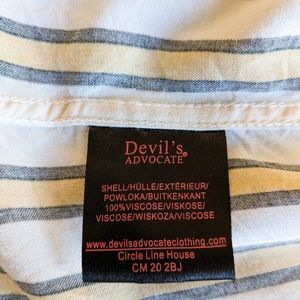 Devil's
ADVOCATE®
SHELL/HÜLLE/EXTÉRIEUR/
POWLOKA/BUITKENKANT
100%VISCOSE/VISKOSE/
VISCOSE/WISKOZA/VISCOSE
www.devilsadvocateclothing.com
Circle Line House
CM 20 2BJ